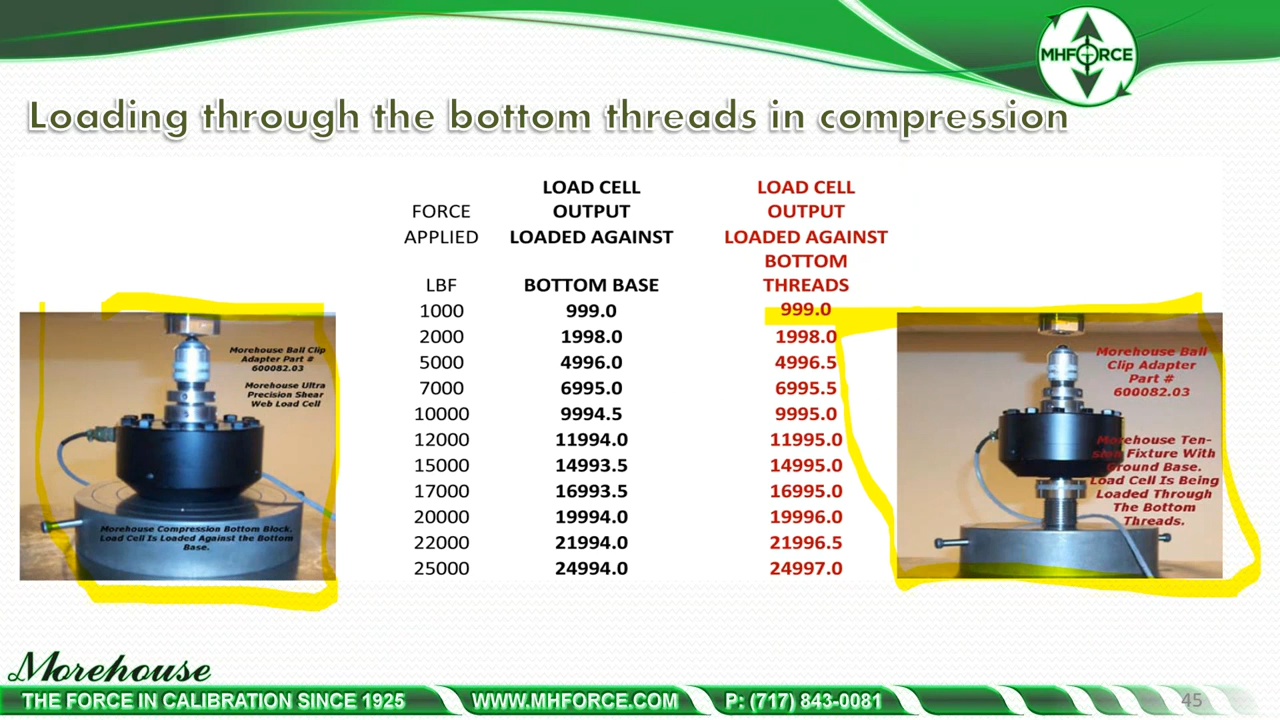 MHFORCE
Loading through the bottom threads in compression
LOAD CELL LOAD CELL
FORCE OUTPUT OUTPUT
APPLIED LOADED AGAINST LOADED AGAINST
BOTTOM
LBF BOTTOM BASE THREADS
1000 999.0 999.0
2000 1998.0 1998.0
5000 4996.0 4996.5
7000 6995.0 6995.5
10000 9994.5 9995.0
12000 11994.0 11995.0
15000 14993.5 14995.0
17000 16993.5 16995.0
20000 19994.0 19996.0
22000 21994.0 21996.5
25000 24994.0 24997.0
Morehouse Ball Clip
Adapter Part #
600082.03
Morehouse Ultra
Precision Shear
Web Load Cell
Morehouse Compression Bottom Block.
Load Cell Is Loaded Against the Bottom
Base.
Morehouse Ball
Clip Adapter
Part #
600082.03
Morehouse Ten-
sion Fixture With
Ground Base.
Load Cell Is Being
Loaded Through
The Bottom
Threads.
Morehouse
THE FORCE IN CALIBRATION SINCE 1925 WWW.MHFORCE.COM P: (717) 843-0081 45